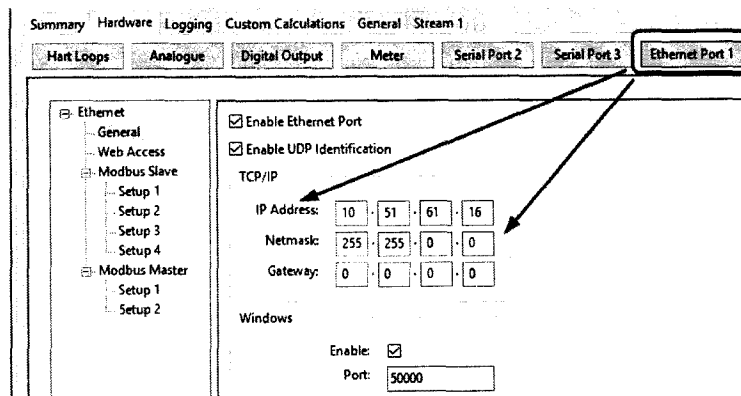 Summary Hardware Logging Custom Calculations General Stream 1
Hart Loops Analogue Digital Output Meter Serial Port 2 Serial Port 3 Ethernet Port 1
Ethernet
General
Web Access
Modbus Slave
Setup 1
Setup 2
Setup 3
Setup 4
Modbus Master
Setup 1
Setup 2
Enable Ethernet Port
Enable UDP Identification
TCP/IP
IP Address: 10 . 51 . 61 . 16
Netmask: 255 . 255 . 0 . 0
Gateway: 0 . 0 . 0 . 0
Windows
Enable:
Port: 50000